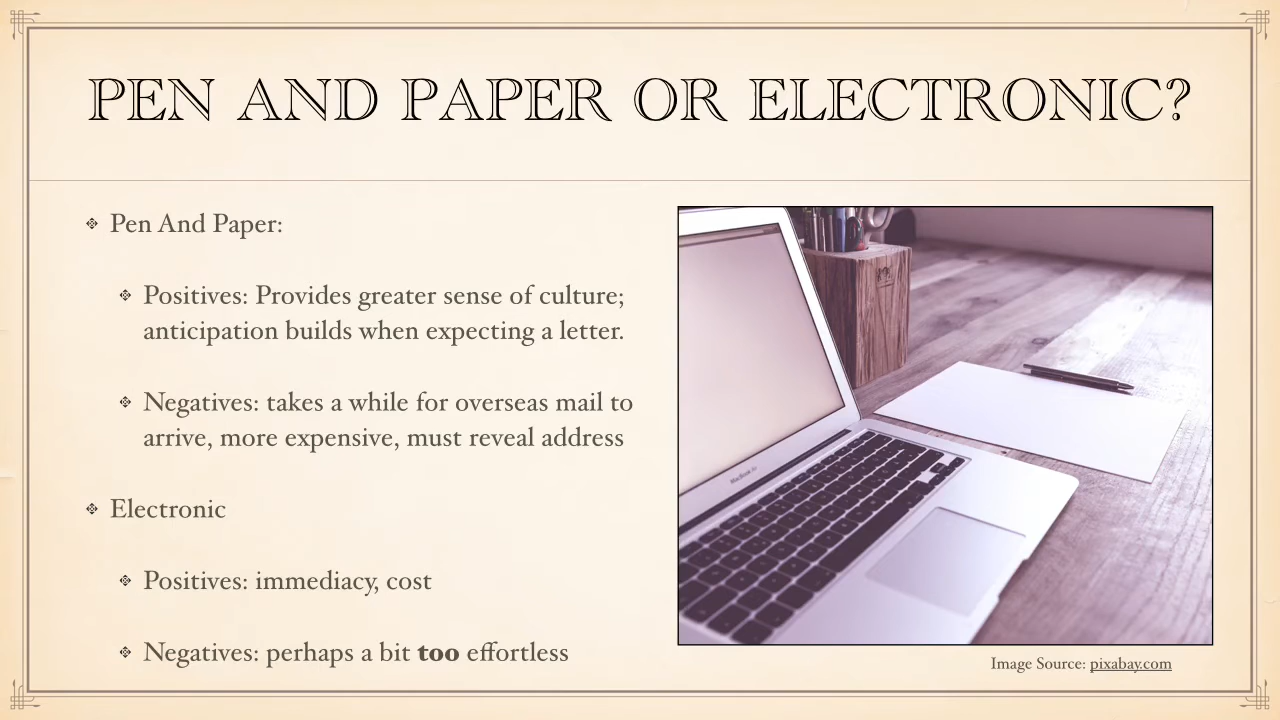 PEN AND PAPER OR ELECTRONIC?
Pen And Paper:
Positives: Provides greater sense of culture;
anticipation builds when expecting a letter.
Negatives: takes a while for overseas mail to
arrive, more expensive, must reveal address
Electronic
Positives: immediacy, cost
Negatives: perhaps a bit too effortless
MacBook Air
Image Source: pixabay.com